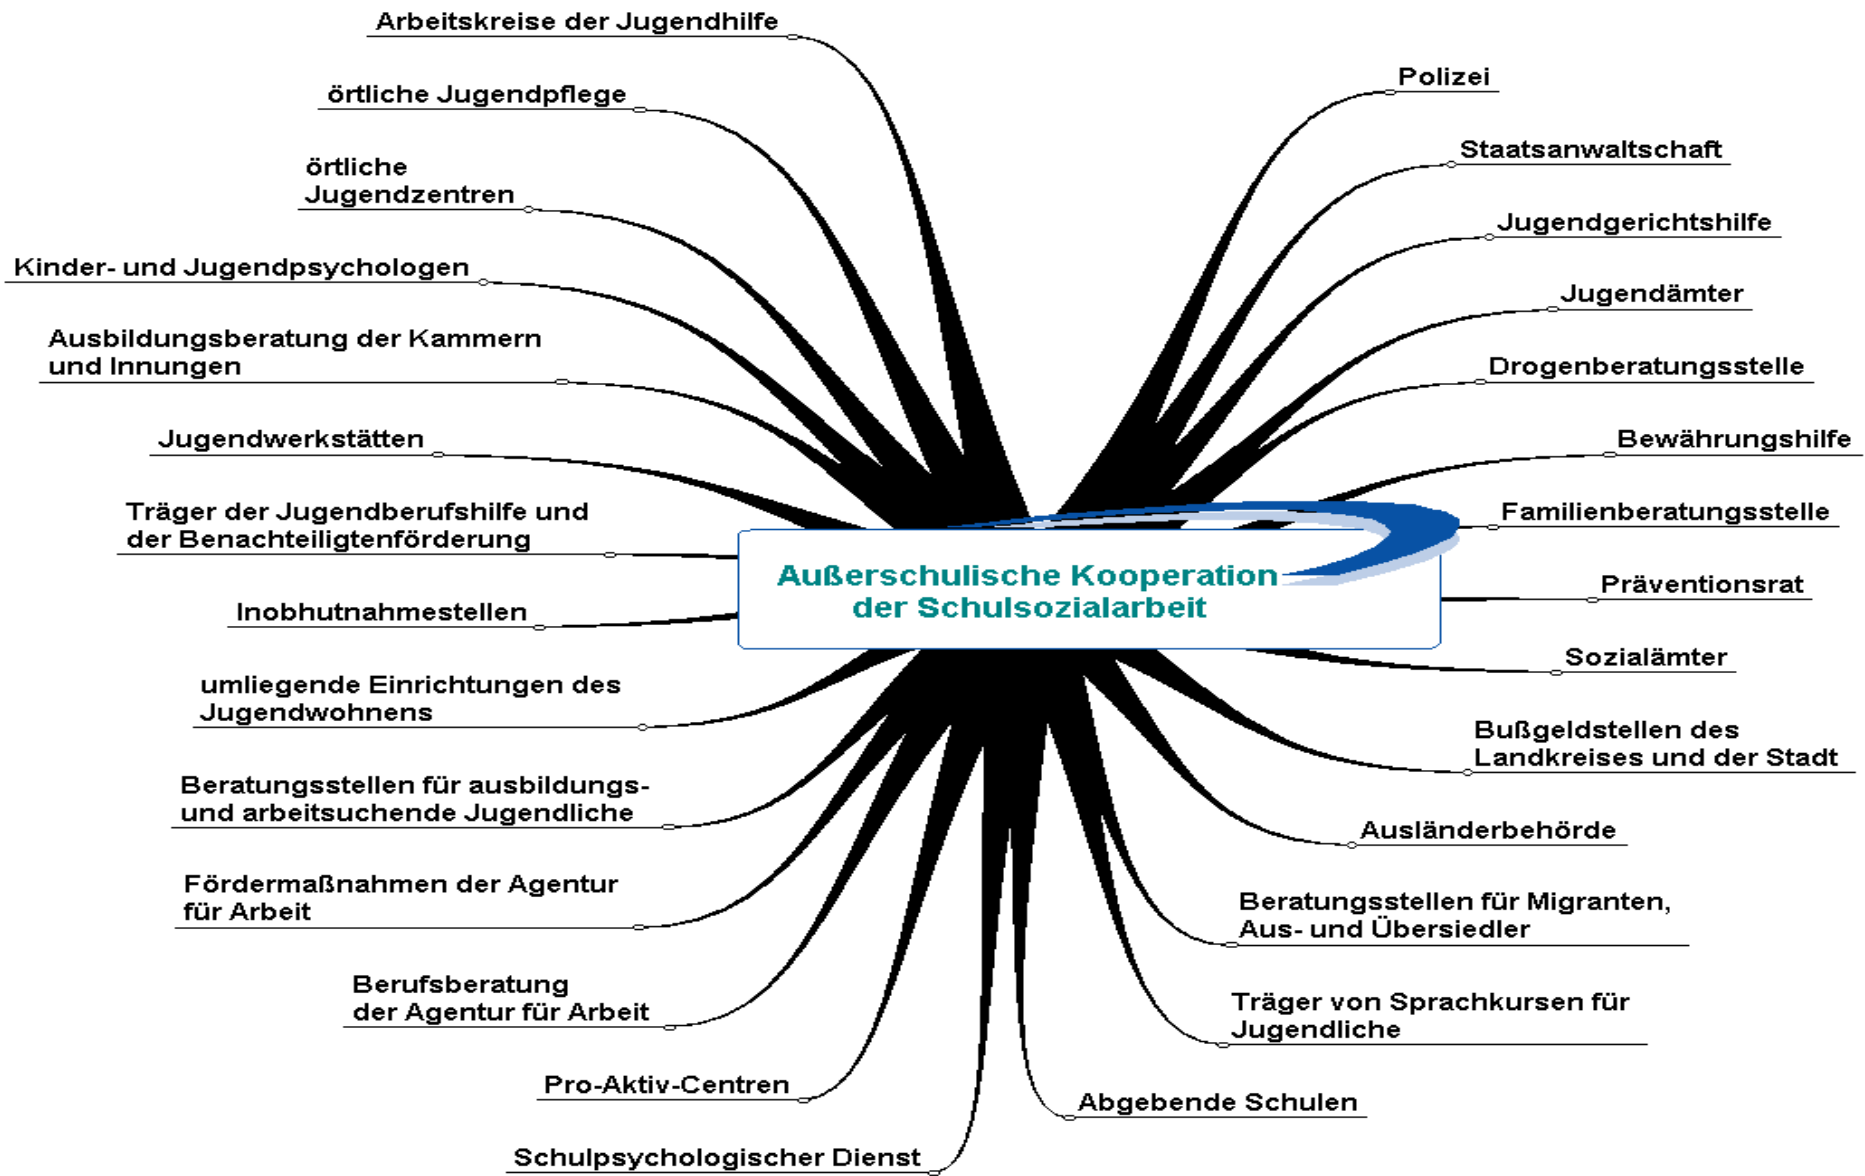 Arbeitskreise der Jugendhilfe
örtliche Jugendpflege
örtliche
Jugendzentren
Kinder- und Jugendpsychologen
Ausbildungsberatung der Kammern
und Innungen
Jugendwerkstätten
Träger der Jugendberufshilfe und
der Benachteiligtenförderung
Inobhutnahmestellen
umliegende Einrichtungen des
Jugendwohnens
Beratungsstellen für ausbildungs-
und arbeitsuchende Jugendliche
Fördermaßnahmen der Agentur
für Arbeit
Berufsberatung
der Agentur für Arbeit
Pro-Aktiv-Centren
Schulpsychologischer Dienst
Außerschulische Kooperation
der Schulsozialarbeit
Polizei
Staatsanwaltschaft
Jugendgerichtshilfe
Jugendämter
Drogenberatungsstelle
Bewährungshilfe
Familienberatungsstelle
Präventionsrat
Sozialämter
Bußgeldstellen des
Landkreises und der Stadt
Ausländerbehörde
Beratungsstellen für Migranten,
Aus- und Übersiedler
Träger von Sprachkursen für
Jugendliche
Abgebende Schulen